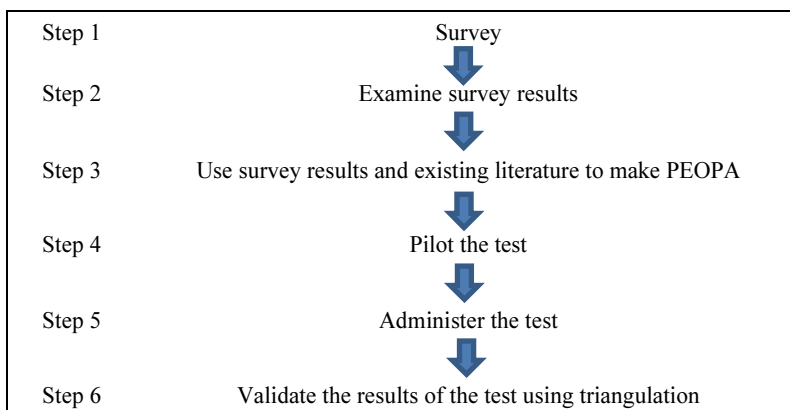 Step 1 Survey
Step 2 Examine survey results
Step 3 Use survey results and existing literature to make PEOPA
Step 4 Pilot the test
Step 5 Administer the test
Step 6 Validate the results of the test using triangulation